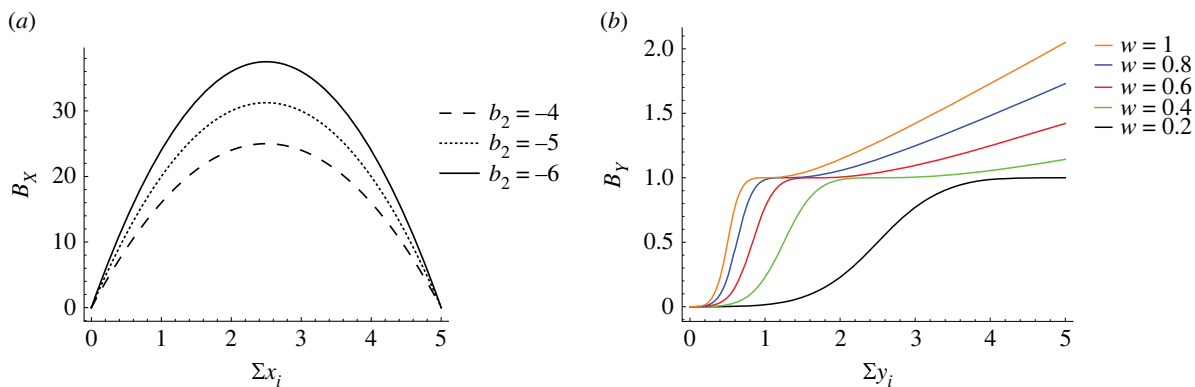 (a)
B_X
30
20
10
0
0 1 2 3 4 5
Σx_i
b_2 = –4
b_2 = –5
b_2 = –6
(b)
B_Y
2.0
1.5
1.0
0.5
0
0 1 2 3 4 5
Σy_i
w = 1
w = 0.8
w = 0.6
w = 0.4
w = 0.2